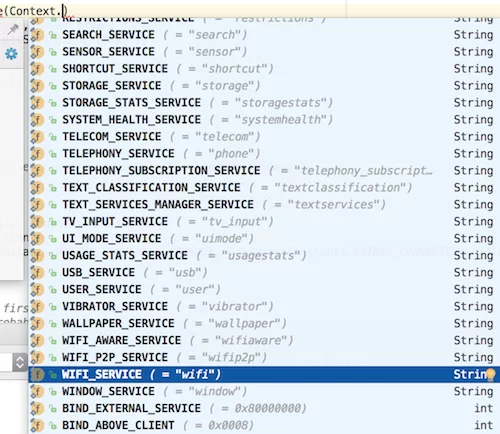 e(Context.)
RESTRICTIONS_SERVICE ( = "restrictions") String
SEARCH_SERVICE ( = "search") String
SENSOR_SERVICE ( = "sensor") String
SHORTCUT_SERVICE ( = "shortcut") String
STORAGE_SERVICE ( = "storage") String
STORAGE_STATS_SERVICE ( = "storagestats") String
SYSTEM_HEALTH_SERVICE ( = "systemhealth") String
TELECOM_SERVICE ( = "telecom") String
TELEPHONY_SERVICE ( = "phone") String
TELEPHONY_SUBSCRIPTION_SERVICE ( = "telephony_subscript… String
TEXT_CLASSIFICATION_SERVICE ( = "textclassification") String
TEXT_SERVICES_MANAGER_SERVICE ( = "textservices") String
TV_INPUT_SERVICE ( = "tv_input") String
UI_MODE_SERVICE ( = "uimode") String
USAGE_STATS_SERVICE ( = "usagestats") String
USB_SERVICE ( = "usb") String
USER_SERVICE ( = "user") String
VIBRATOR_SERVICE ( = "vibrator") String
WALLPAPER_SERVICE ( = "wallpaper") String
WIFI_AWARE_SERVICE ( = "wifiaware") String
WIFI_P2P_SERVICE ( = "wifip2p") String
WIFI_SERVICE ( = "wifi") String
WINDOW_SERVICE ( = "window") String
BIND_EXTERNAL_SERVICE ( = 0x80000000) int
BIND_ABOVE_CLIENT ( = 0x0008) int